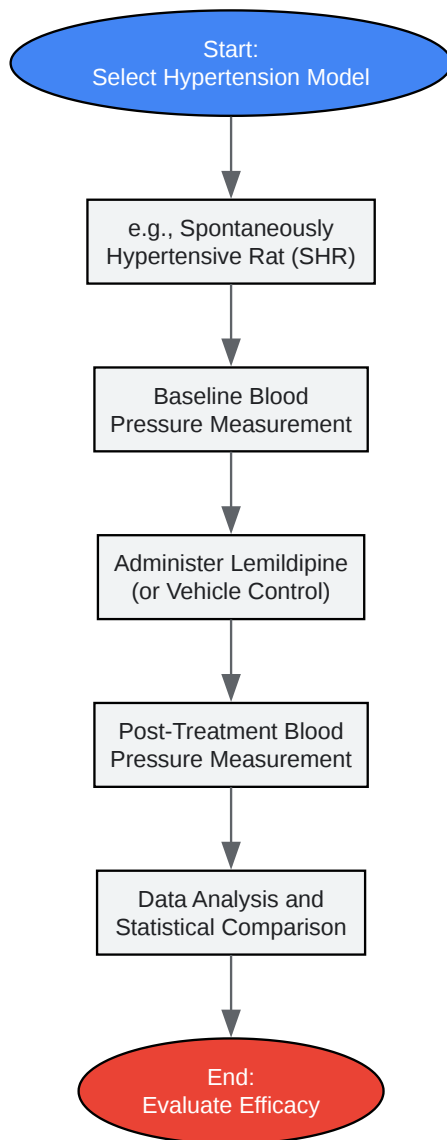 Start:
Select Hypertension Model
e.g., Spontaneously
Hypertensive Rat (SHR)
Baseline Blood
Pressure Measurement
Administer Lemildipine
(or Vehicle Control)
Post-Treatment Blood
Pressure Measurement
Data Analysis and
Statistical Comparison
End:
Evaluate Efficacy